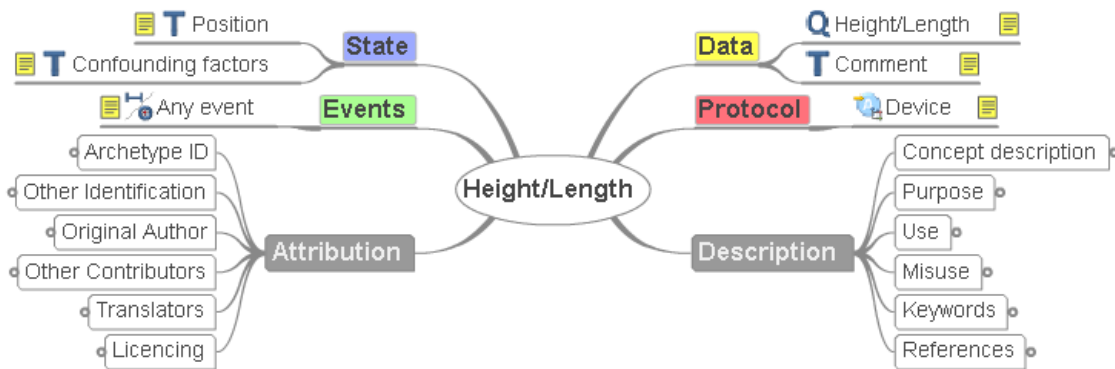 Position
State
Confounding factors
Any event
Events
Archetype ID
Other Identification
Original Author
Attribution
Other Contributors
Translators
Licencing
Height/Length
Data
Q Height/Length
T Comment
Protocol
Device
Concept description
Purpose
Use
Description
Misuse
Keywords
References